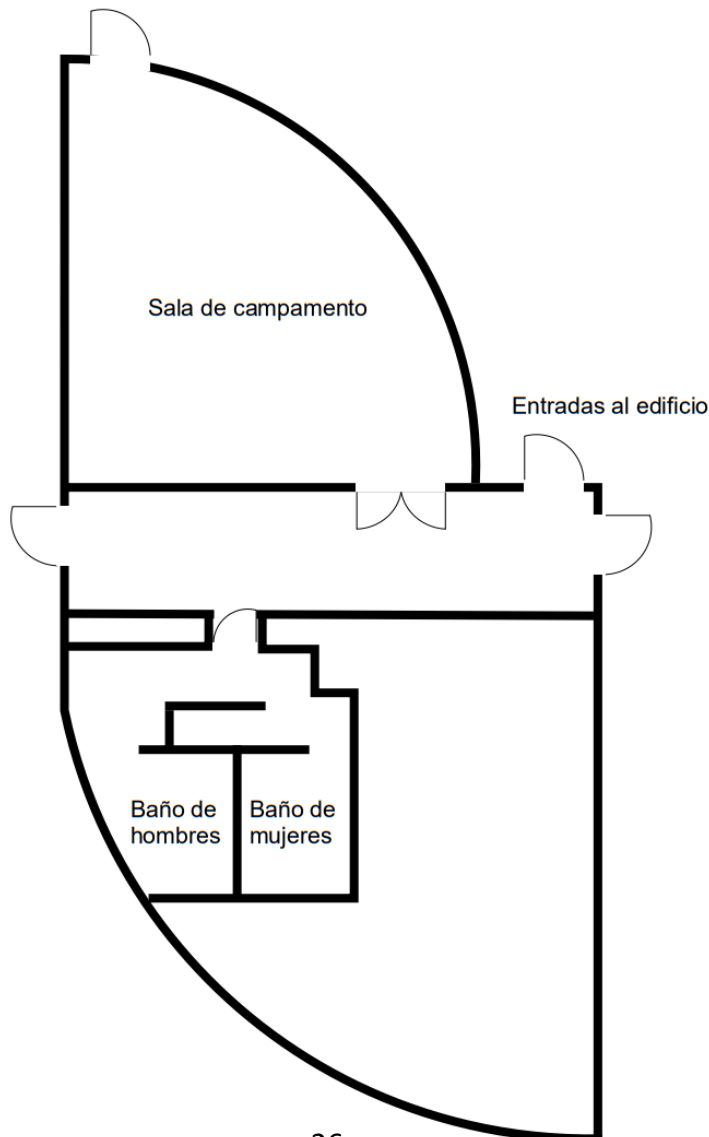 Sala de campamento
Entradas al edificio
Baño de
hombres
Baño de
mujeres